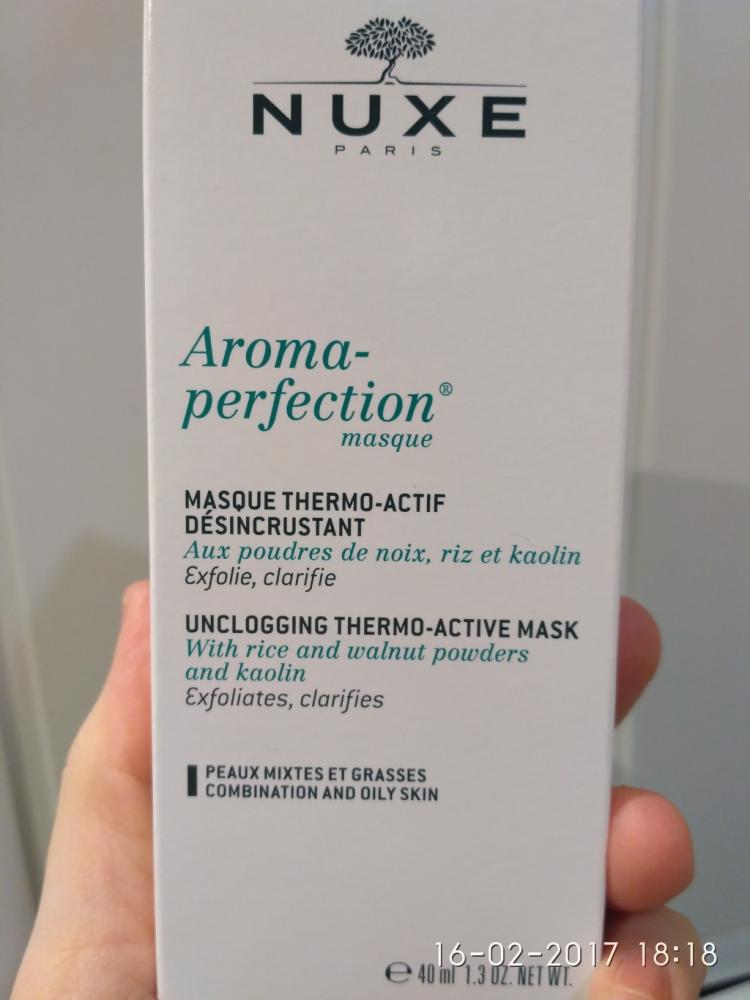 NUXE
PARIS
Aroma-
perfection®
masque
MASQUE THERMO-ACTIF
DÉSINCRUSTANT
Aux poudres de noix, riz et kaolin
Exfolie, clarifie
UNCLOGGING THERMO-ACTIVE MASK
With rice and walnut powders
and kaolin
Exfoliates, clarifies
PEAUX MIXTES ET GRASSES
COMBINATION AND OILY SKIN
16-02-2017 18:18
℮ 40 ml 1.3 OZ. NET WT.